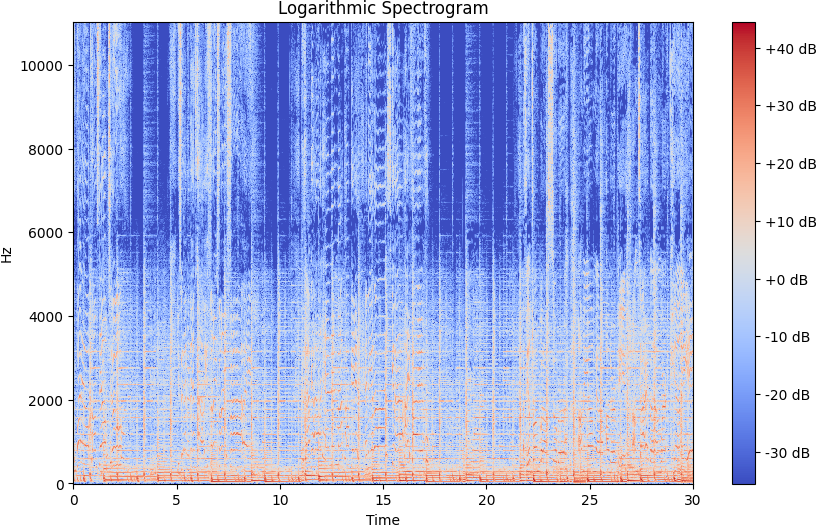 Logarithmic Spectrogram
Hz
10000
8000
6000
4000
2000
0
0 5 10 15 20 25 30
Time
+40 dB
+30 dB
+20 dB
+10 dB
+0 dB
-10 dB
-20 dB
-30 dB